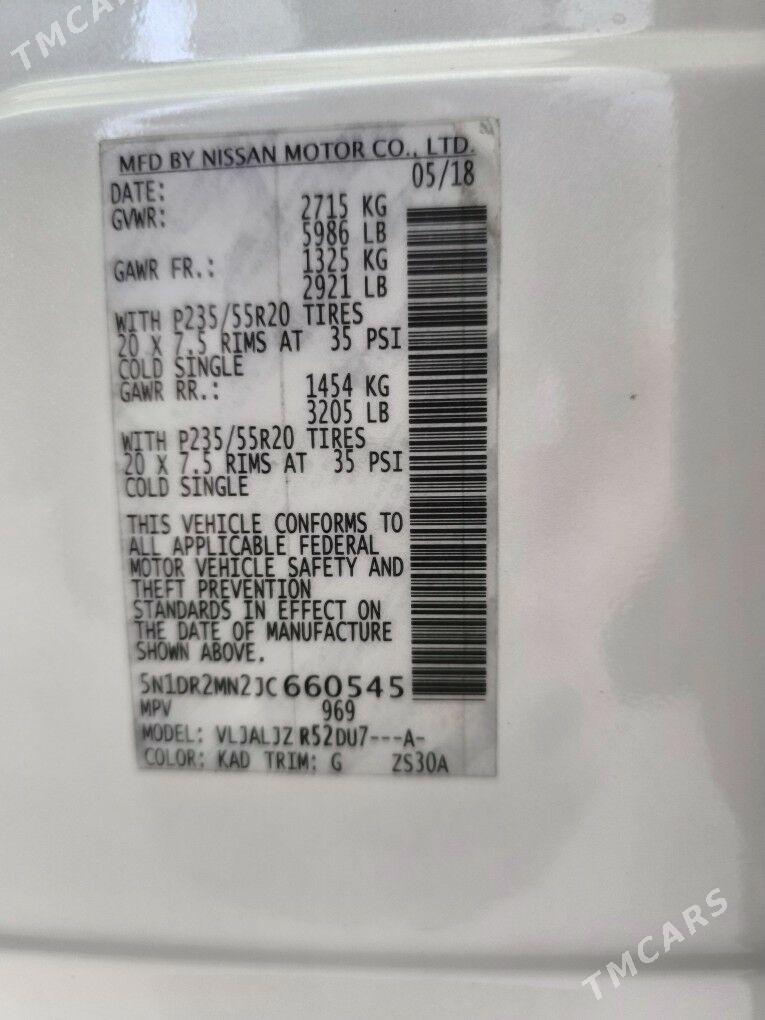 TMCARS
MFD BY NISSAN MOTOR CO., LTD.
DATE: 05/18
GVWR: 2715 KG
5986 LB
GAWR FR.: 1325 KG
2921 LB
WITH P235/55R20 TIRES
20 X 7.5 RIMS AT 35 PSI
COLD SINGLE
GAWR RR.: 1454 KG
3205 LB
WITH P235/55R20 TIRES
20 X 7.5 RIMS AT 35 PSI
COLD SINGLE
THIS VEHICLE CONFORMS TO
ALL APPLICABLE FEDERAL
MOTOR VEHICLE SAFETY AND
THEFT PREVENTION
STANDARDS IN EFFECT ON
THE DATE OF MANUFACTURE
SHOWN ABOVE.
5N1DR2MN2JC660545
MPV 969
MODEL: VLJALJZ R52DU7---A-
COLOR: KAD TRIM: G ZS30A
TMCARS